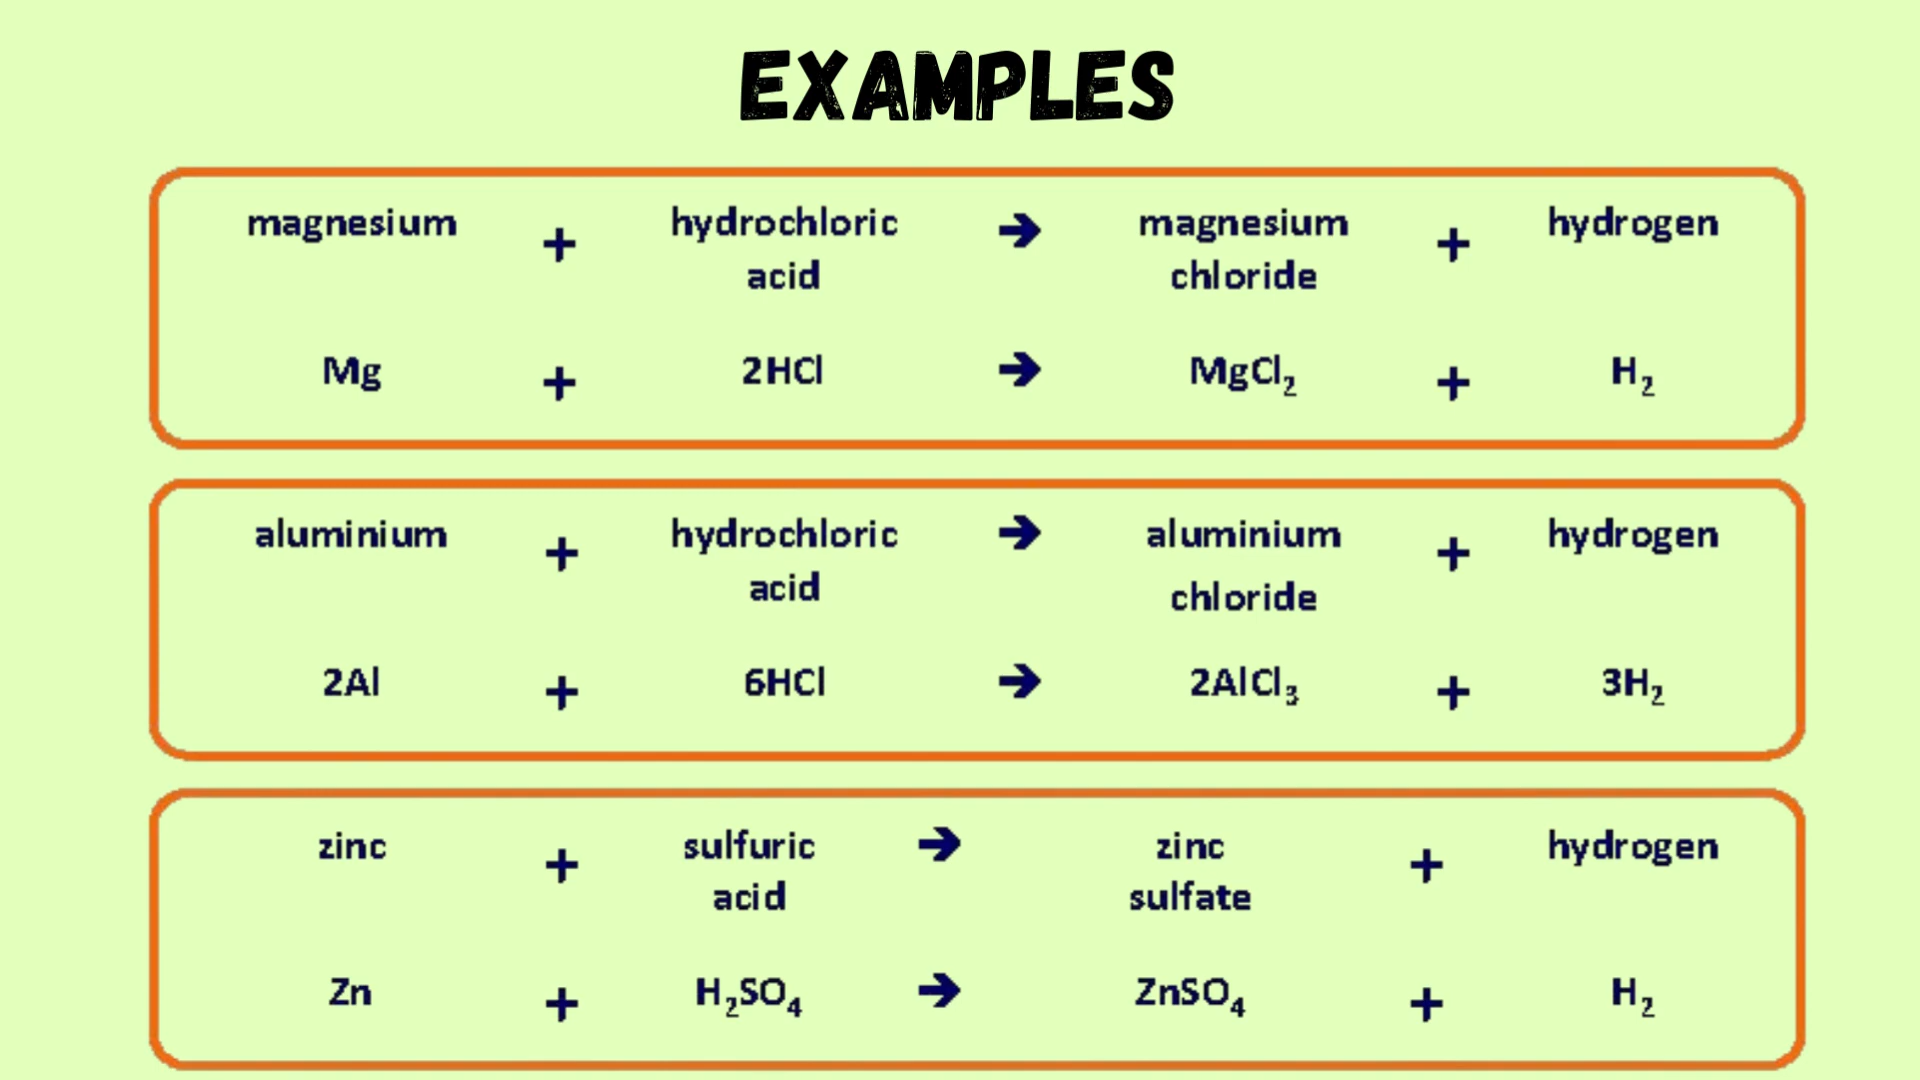 EXAMPLES
magnesium + hydrochloric acid → magnesium chloride + hydrogen
Mg + 2HCl → MgCl₂ + H₂
aluminium + hydrochloric acid → aluminium chloride + hydrogen
2Al + 6HCl → 2AlCl₃ + 3H₂
zinc + sulfuric acid → zinc sulfate + hydrogen
Zn + H₂SO₄ → ZnSO₄ + H₂